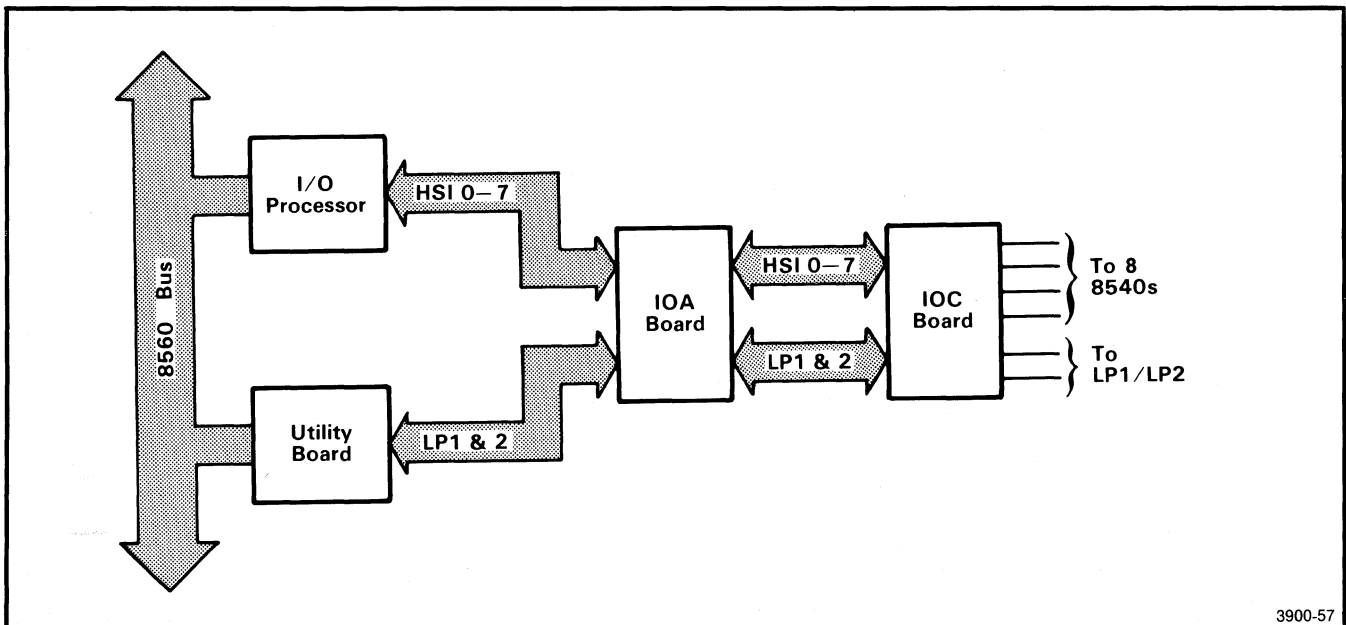 8560 Bus
I/O
Processor
HSI 0–7
Utility
Board
LP1 & 2
IOA
Board
HSI 0–7
LP1 & 2
IOC
Board
To 8
8540s
To
LP1/LP2
3900-57